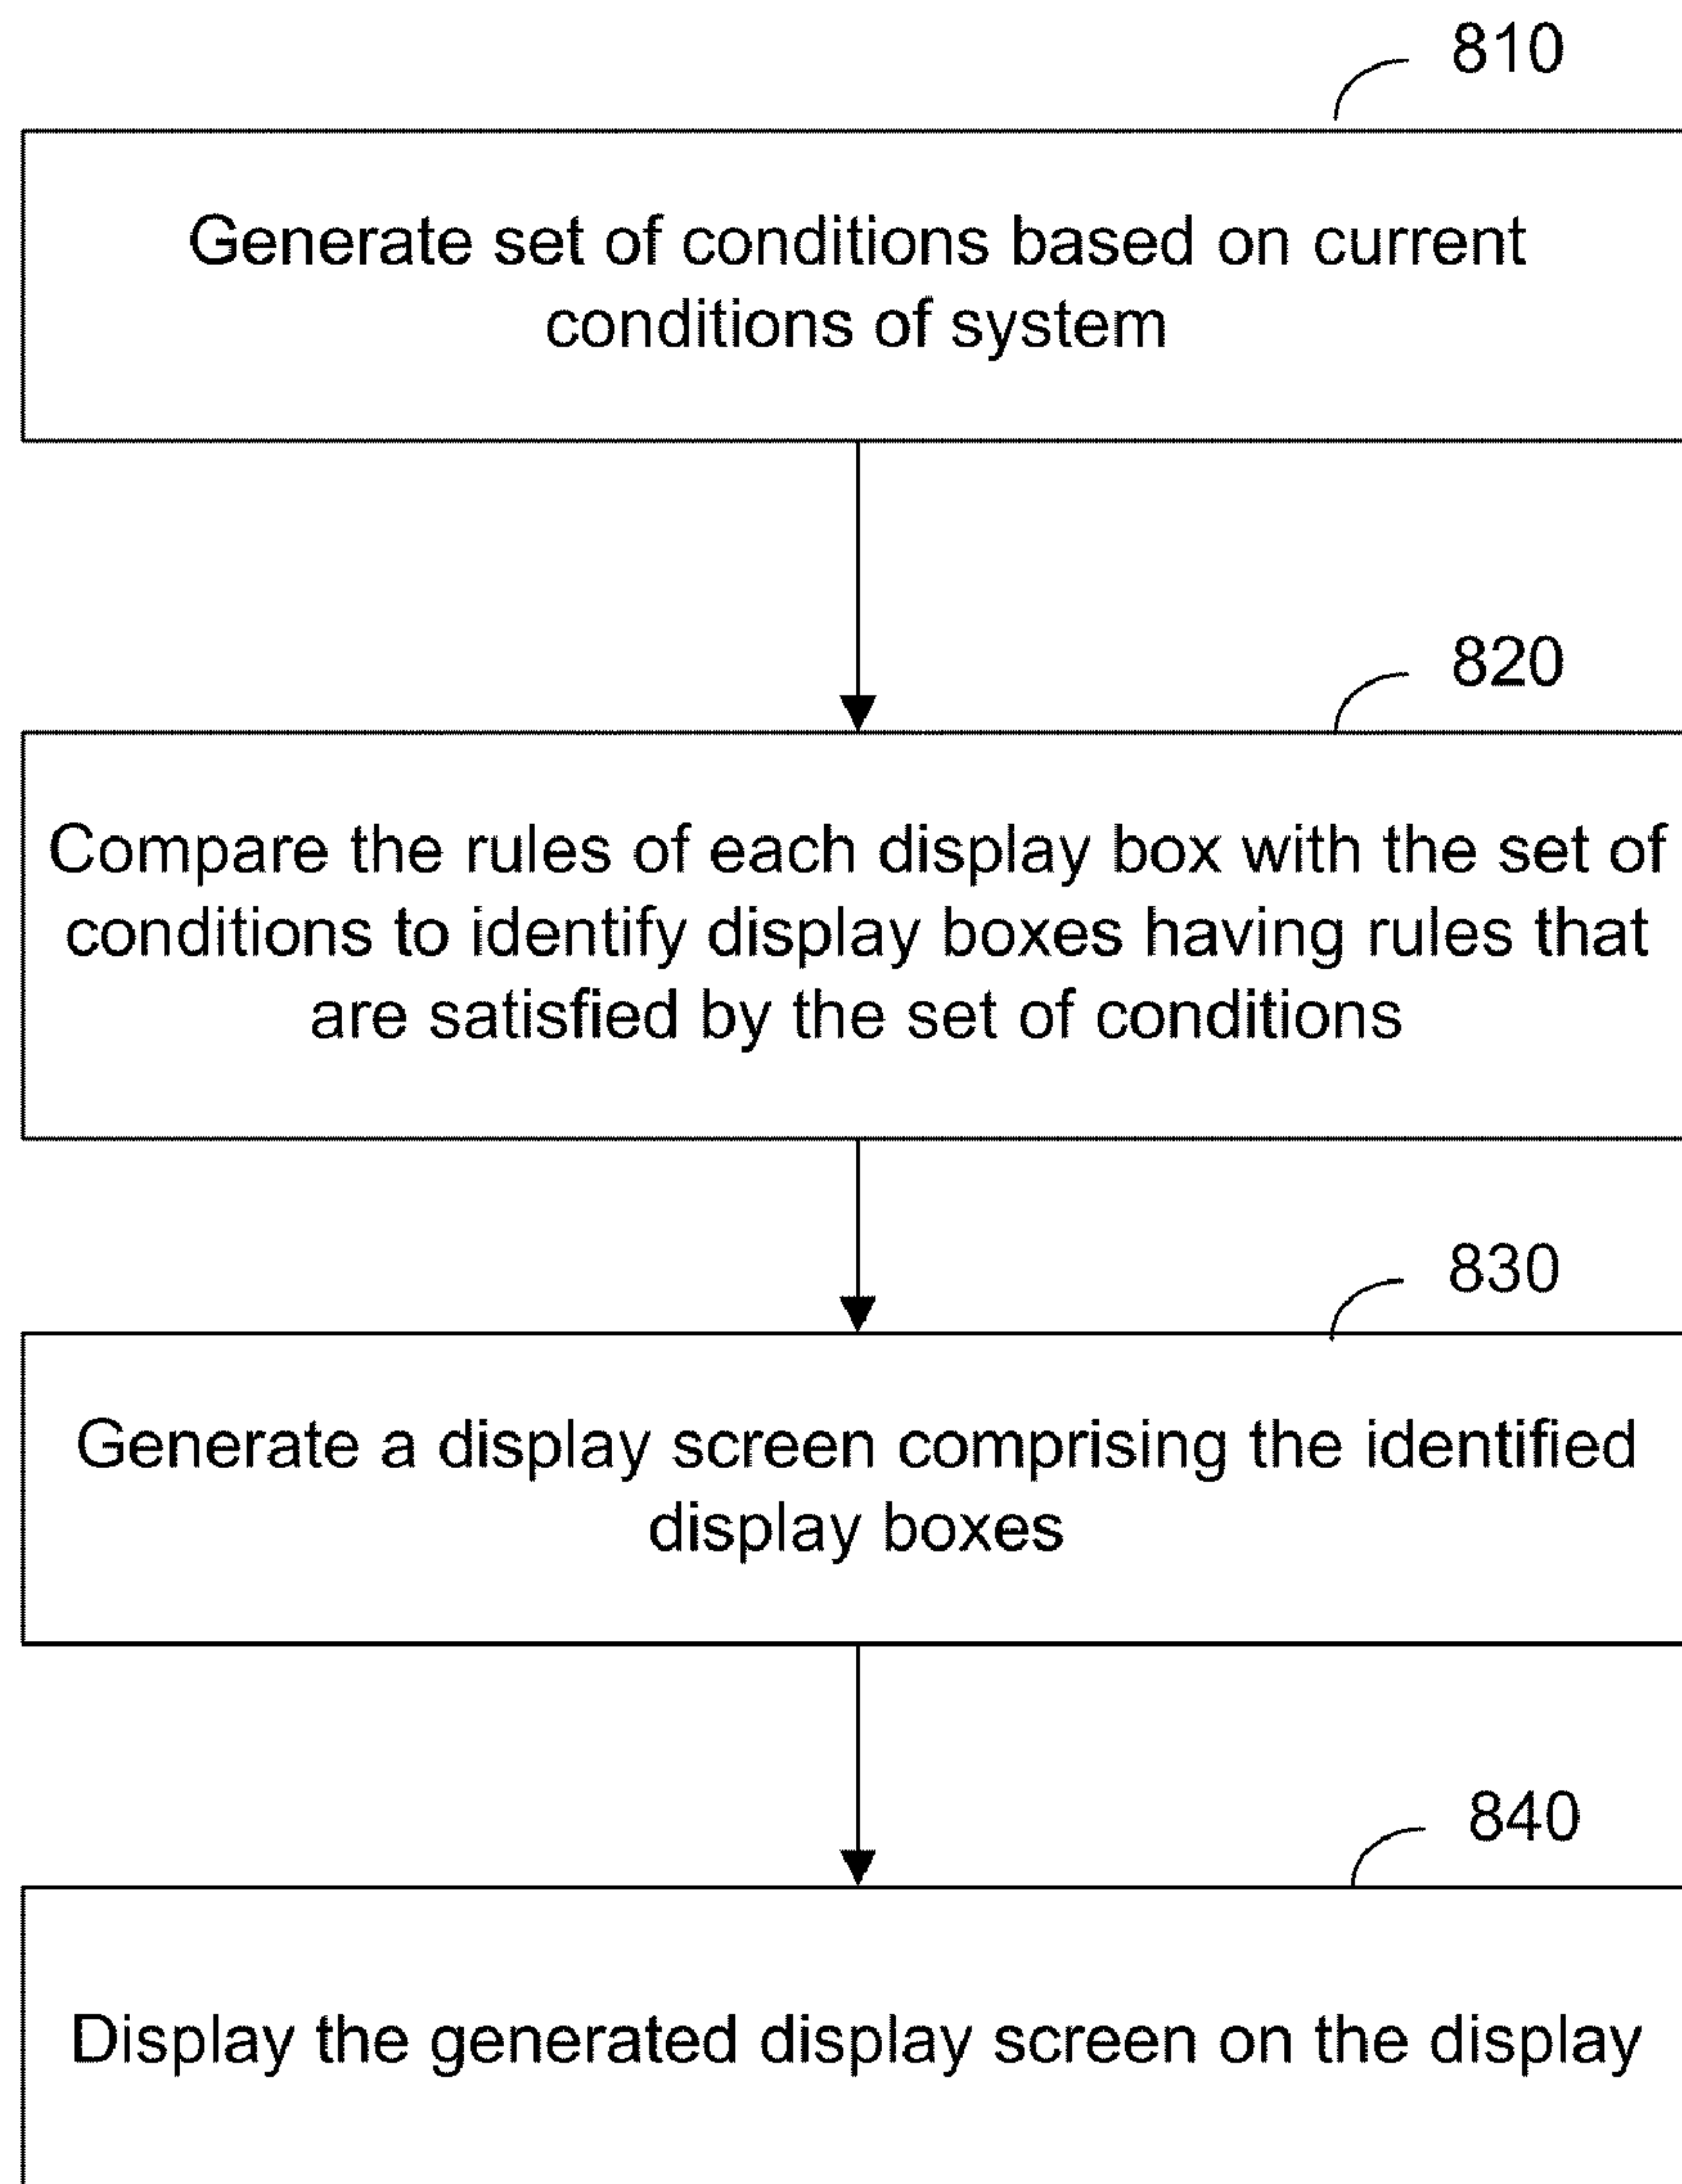 810
Generate set of conditions based on current
conditions of system
820
Compare the rules of each display box with the set of
conditions to identify display boxes having rules that
are satisfied by the set of conditions
830
Generate a display screen comprising the identified
display boxes
840
Display the generated display screen on the display